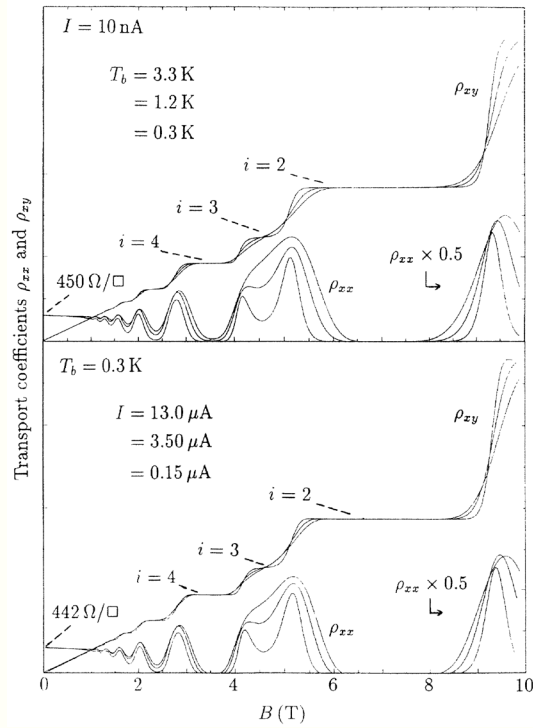 I = 10 nA
T_b = 3.3 K
= 1.2 K
= 0.3 K
ρ_xy
i = 2
i = 3
i = 4
ρ_xx × 0.5
450 Ω/□
ρ_xx
T_b = 0.3 K
I = 13.0 μA
= 3.50 μA
= 0.15 μA
ρ_xy
i = 2
i = 3
i = 4
ρ_xx × 0.5
442 Ω/□
ρ_xx
0 2 4 6 8 10
B (T)
Transport coefficients ρ_xx and ρ_xy